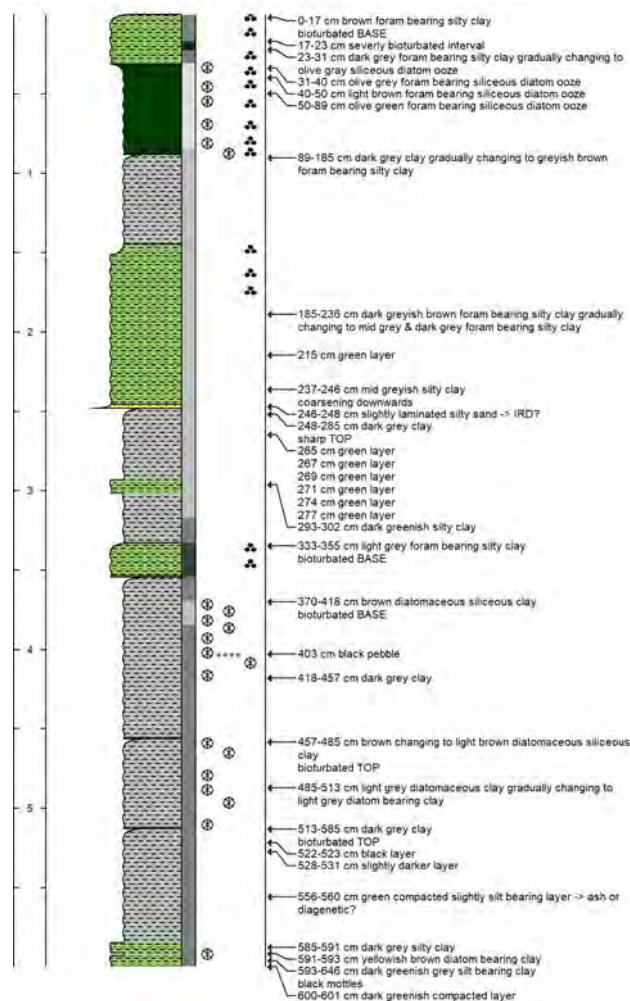 0-17 cm brown foram bearing silty clay
bioturbated BASE
17-23 cm severly bioturbated interval
23-31 cm dark grey foram bearing silty clay gradually changing to
olive gray siliceous diatom ooze
31-40 cm olive grey foram bearing siliceous diatom ooze
40-50 cm light brown foram bearing siliceous diatom ooze
50-89 cm olive green foram bearing siliceous diatom ooze
1
89-185 cm dark grey clay gradually changing to greyish brown
foram bearing silty clay
185-236 cm dark greyish brown foram bearing silty clay gradually
changing to mid grey & dark grey foram bearing silty clay
2
215 cm green layer
237-246 cm mid greyish silty clay
coarsening downwards
246-248 cm slightly laminated silty sand -> IRD?
248-285 cm dark grey clay
sharp TOP
265 cm green layer
267 cm green layer
269 cm green layer
271 cm green layer
274 cm green layer
277 cm green layer
3
293-302 cm dark greenish silty clay
333-355 cm light grey foram bearing silty clay
bioturbated BASE
370-418 cm brown diatomaceous siliceous clay
bioturbated BASE
4
403 cm black pebble
418-457 cm dark grey clay
457-485 cm brown changing to light brown diatomaceous siliceous
clay
bioturbated TOP
485-513 cm light grey diatomaceous clay gradually changing to
light grey diatom bearing clay
5
513-585 cm dark grey clay
bioturbated TOP
522-523 cm black layer
528-531 cm slightly darker layer
556-560 cm green compacted slightly silt bearing layer -> ash or
diagenetic?
585-591 cm dark grey silty clay
591-593 cm yellowish brown diatom bearing clay
593-646 cm dark greenish grey silt bearing clay
black mottles
600-601 cm dark greenish compacted layer